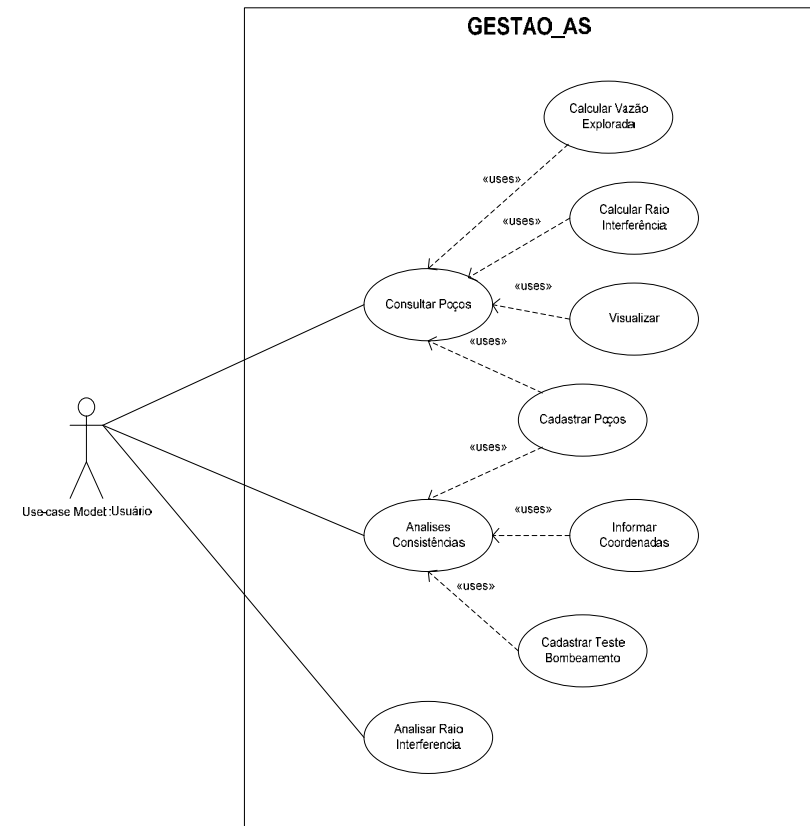 GESTAO_AS
Calcular Vazão
Explorada
«uses»
Calcular Raio
Interferência
«uses»
«uses»
Consultar Poços
Visualizar
«uses»
Cadastrar Poços
«uses»
Use-case Model::Usuário
«uses»
Analises
Consistências
Informar
Coordenadas
«uses»
Cadastrar Teste
Bombeamento
Analisar Raio
Interferencia